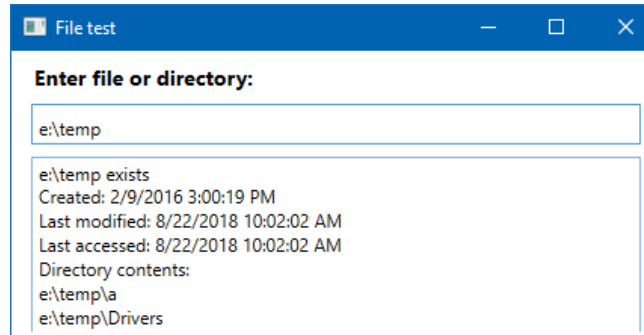 File test
Enter file or directory:
e:\temp
e:\temp exists
Created: 2/9/2016 3:00:19 PM
Last modified: 8/22/2018 10:02:02 AM
Last accessed: 8/22/2018 10:02:02 AM
Directory contents:
e:\temp\a
e:\temp\Drivers